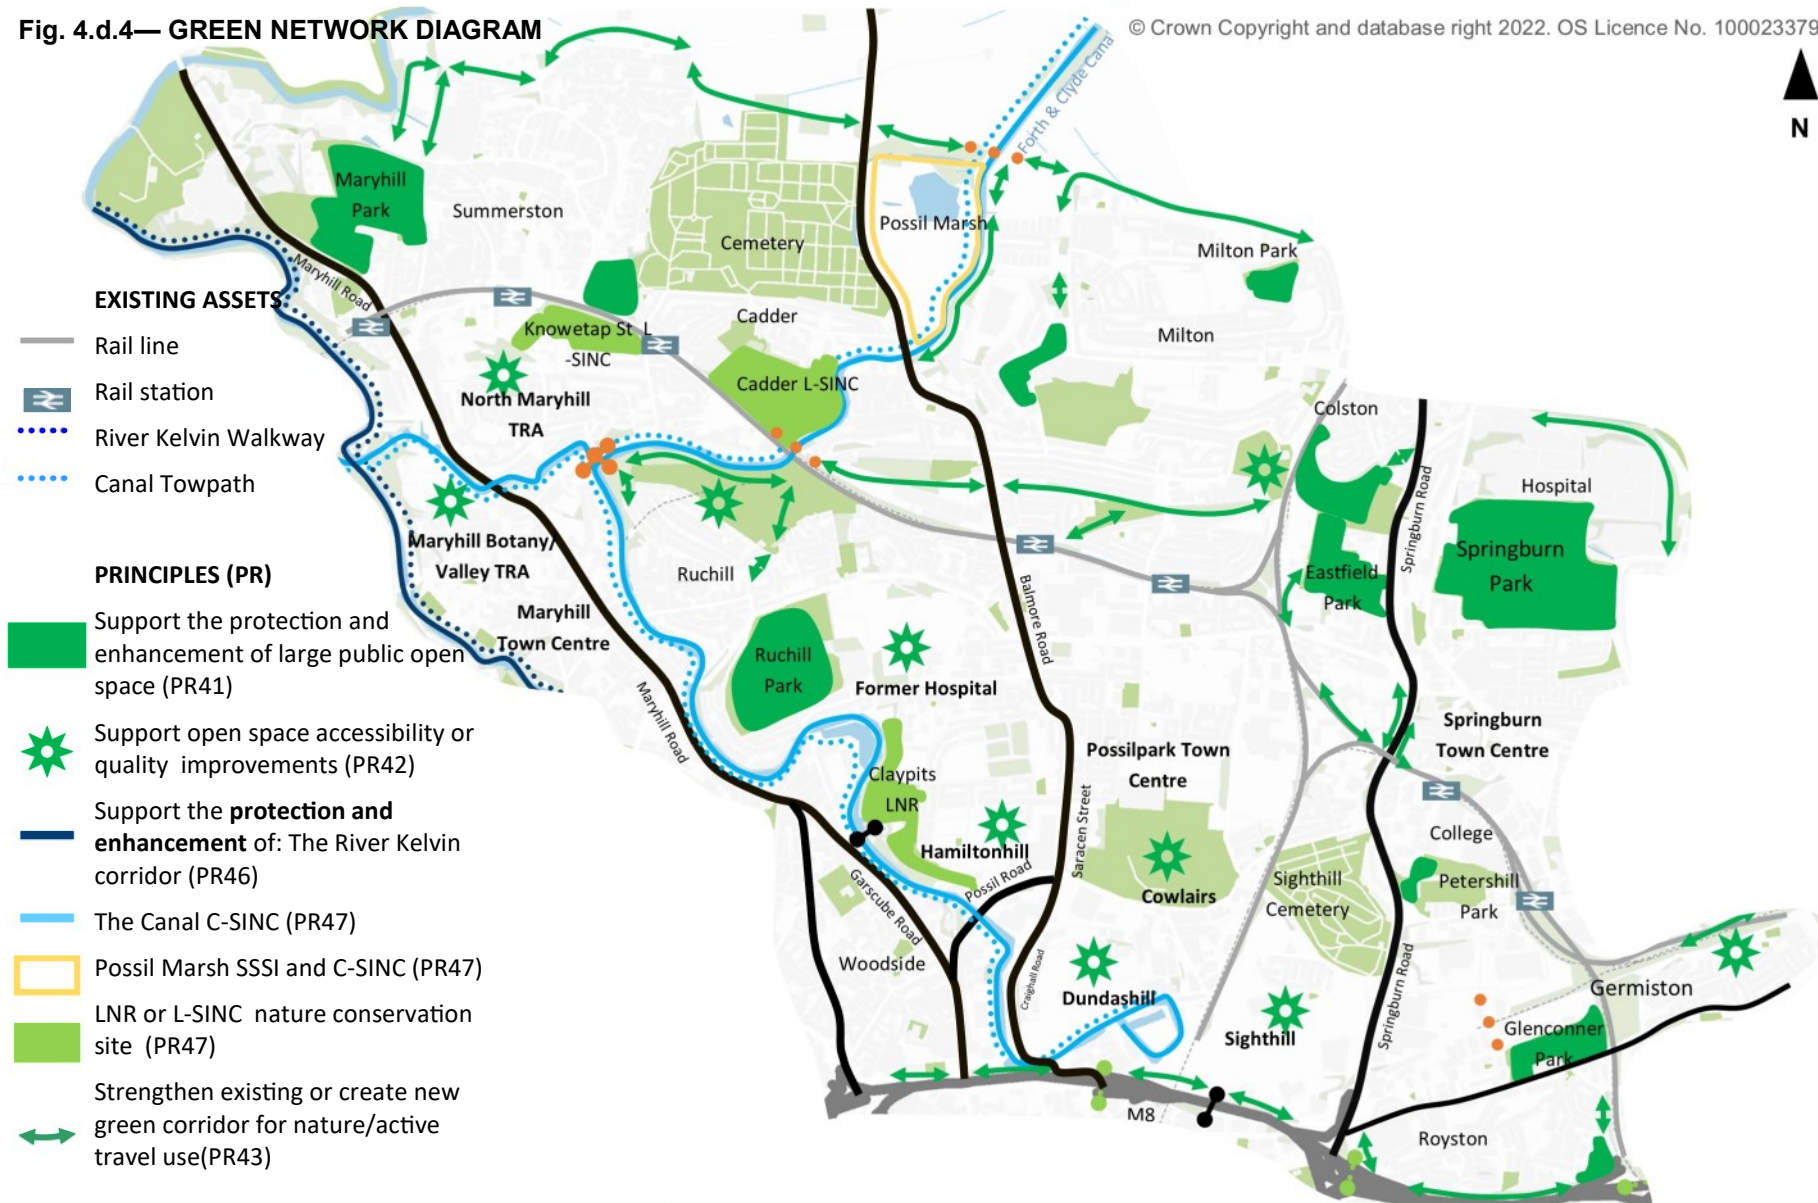 Fig. 4.d.4— GREEN NETWORK DIAGRAM
© Crown Copyright and database right 2022. OS Licence No. 100023379
N
EXISTING ASSETS
Rail line
Rail station
River Kelvin Walkway
Canal Towpath
PRINCIPLES (PR)
Support the protection and
enhancement of large public open
space (PR41)
Support open space accessibility or
quality improvements (PR42)
Support the protection and
enhancement of: The River Kelvin
corridor (PR46)
The Canal C-SINC (PR47)
Possil Marsh SSSI and C-SINC (PR47)
LNR or L-SINC nature conservation
site (PR47)
Strengthen existing or create new
green corridor for nature/active
travel use(PR43)
Forth & Clyde Canal
Maryhill
Park
Summerston
Cemetery
Possil Marsh
Milton Park
Maryhill Road
Knowetap St L
-SINC
Cadder
Milton
Cadder L-SINC
North Maryhill
TRA
Colston
Hospital
Springburn Road
Maryhill Botany/
Valley TRA
Ruchill
Springburn
Park
Eastfield
Park
Maryhill
Town Centre
Balmore Road
Ruchill
Park
Former Hospital
Maryhill Road
Springburn
Town Centre
Possilpark Town
Centre
Claypits
LNR
Saracen Street
College
Hamiltonhill
Possil Road
Garscube Road
Cowlairs
Sighthill
Cemetery
Petershill
Park
Woodside
Craighall Road
Dundashill
Springburn Road
Germiston
Sighthill
Glenconner
Park
M8
Royston